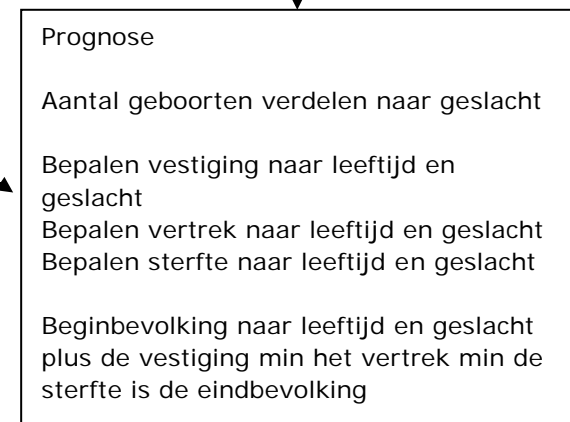 Prognose
Aantal geboorten verdelen naar geslacht
Bepalen vestiging naar leeftijd en
geslacht
Bepalen vertrek naar leeftijd en geslacht
Bepalen sterfte naar leeftijd en geslacht
Beginbevolking naar leeftijd en geslacht
plus de vestiging min het vertrek min de
sterfte is de eindbevolking